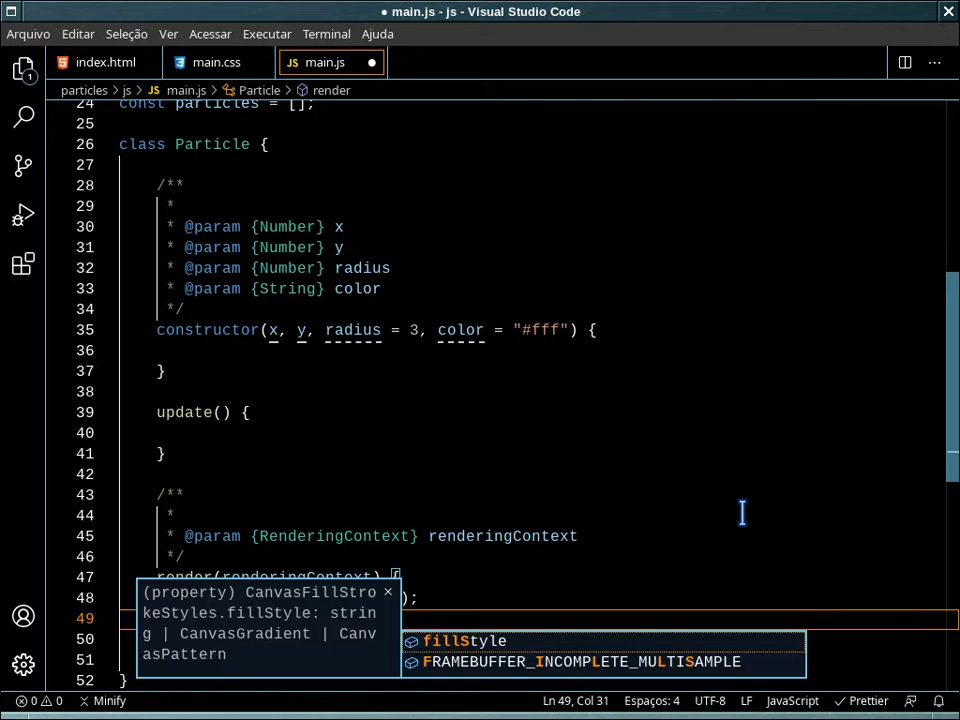 ● main.js - js - Visual Studio Code
Arquivo Editar Seleção Ver Acessar Executar Terminal Ajuda
index.html main.css JS main.js ●
particles > js > JS main.js > Particle > render
24 const particles = [];
25
26 class Particle {
27
28 /**
29 *
30 * @param {Number} x
31 * @param {Number} y
32 * @param {Number} radius
33 * @param {String} color
34 */
35 constructor(x, y, radius = 3, color = "#fff") {
36
37 }
38
39 update() {
40
41 }
42
43 /**
44 *
45 * @param {RenderingContext} renderingContext
46 */
47 render(renderingContext) {
48 );
49
50
51
52 }
(property) CanvasFillStro
keStyles.fillStyle: strin
g | CanvasGradient | Canv
asPattern
fillStyle
FRAMEBUFFER_INCOMPLETE_MULTISAMPLE
1
0 0 Minify Ln 49, Col 31 Espaços: 4 UTF-8 LF JavaScript Prettier